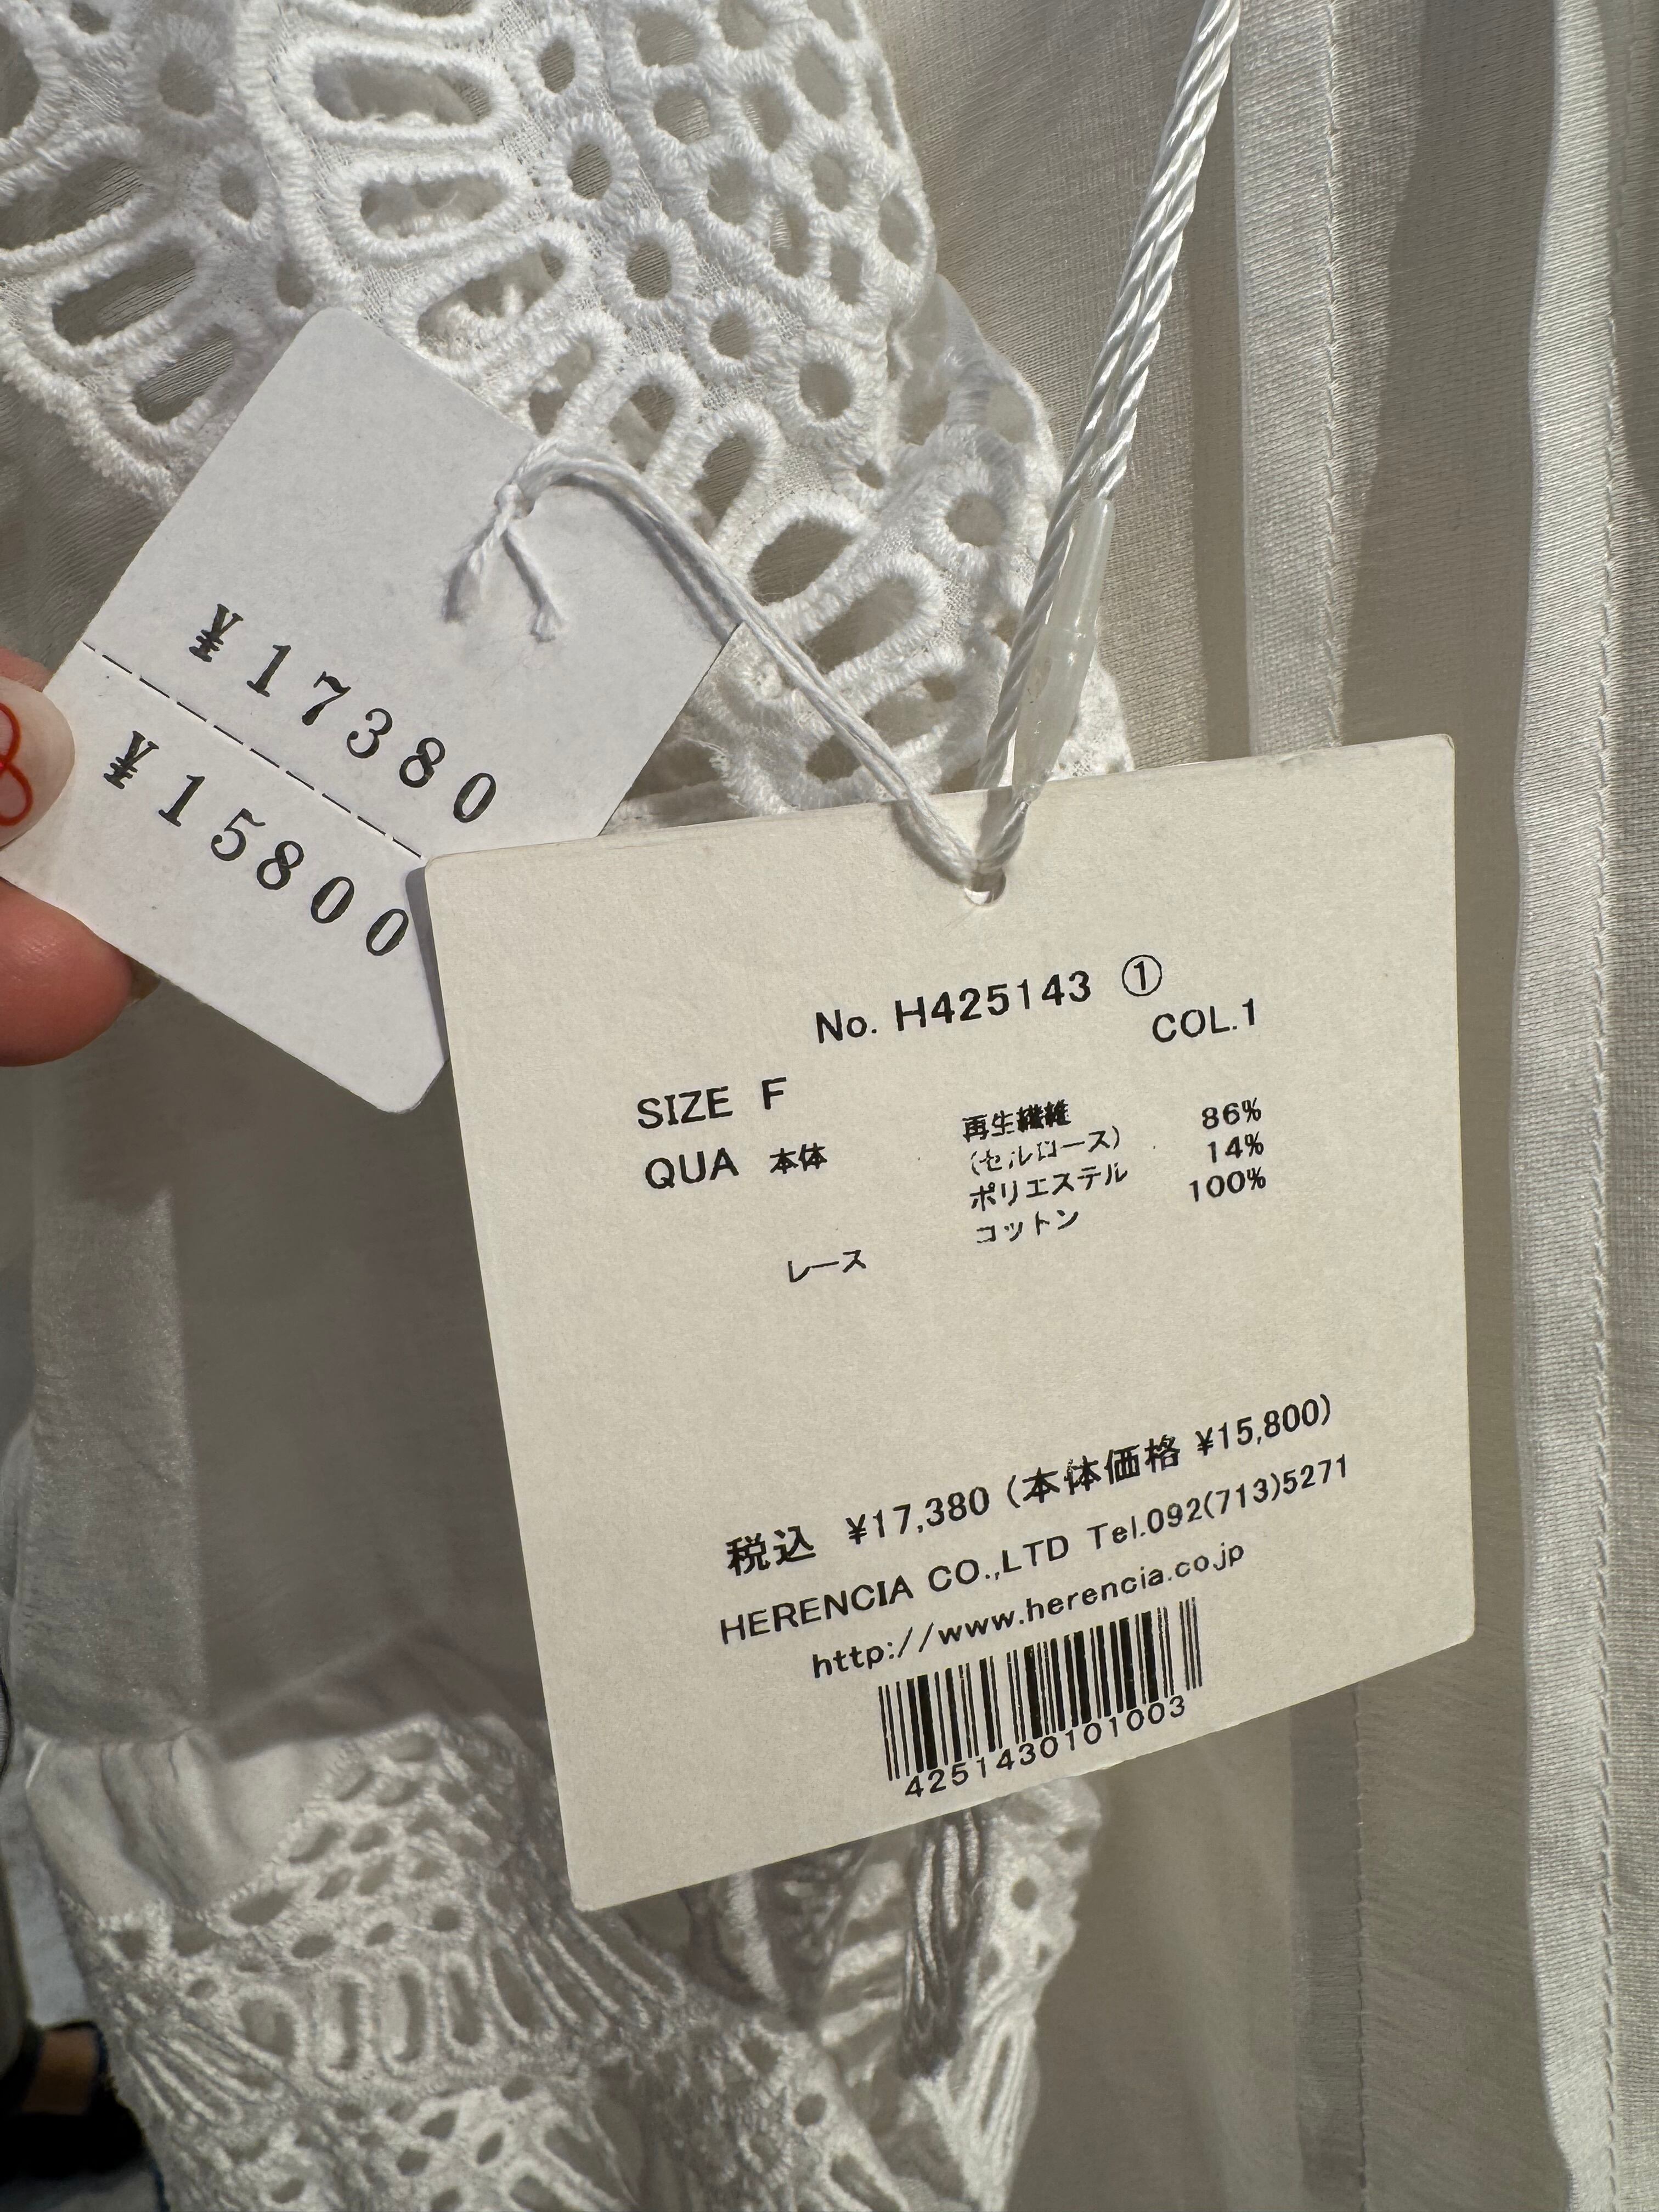 ¥17380
¥15800
No. H425143 ①
COL.1
SIZE F
QUA 本体 再生繊維 86%
(セルロース) 14%
ポリエステル 100%
コットン
レース
税込 ¥17,380 (本体価格 ¥15,800)
HERENCIA CO.,LTD Tel.092(713)5271
http://www.herencia.co.jp
4251430101003